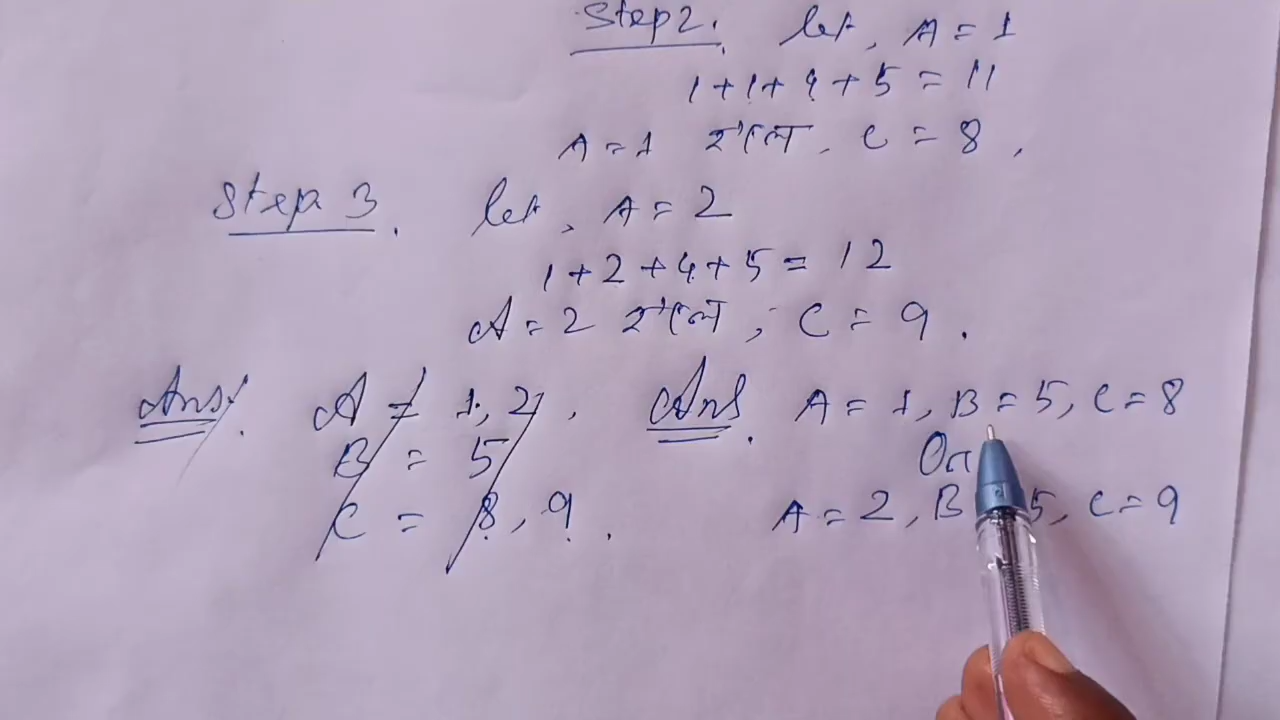 Step 2. let, A = 1
1 + 1 + 4 + 5 = 11
A = 1 হলে, C = 8,
Step 3. let, A = 2
1 + 2 + 4 + 5 = 12
A = 2 হলে, C = 9.
Ans. A = 1, 2, Ans. A = 1, B = 5, C = 8
B = 5 Or
C = 8, 9. A = 2, B 5, C = 9